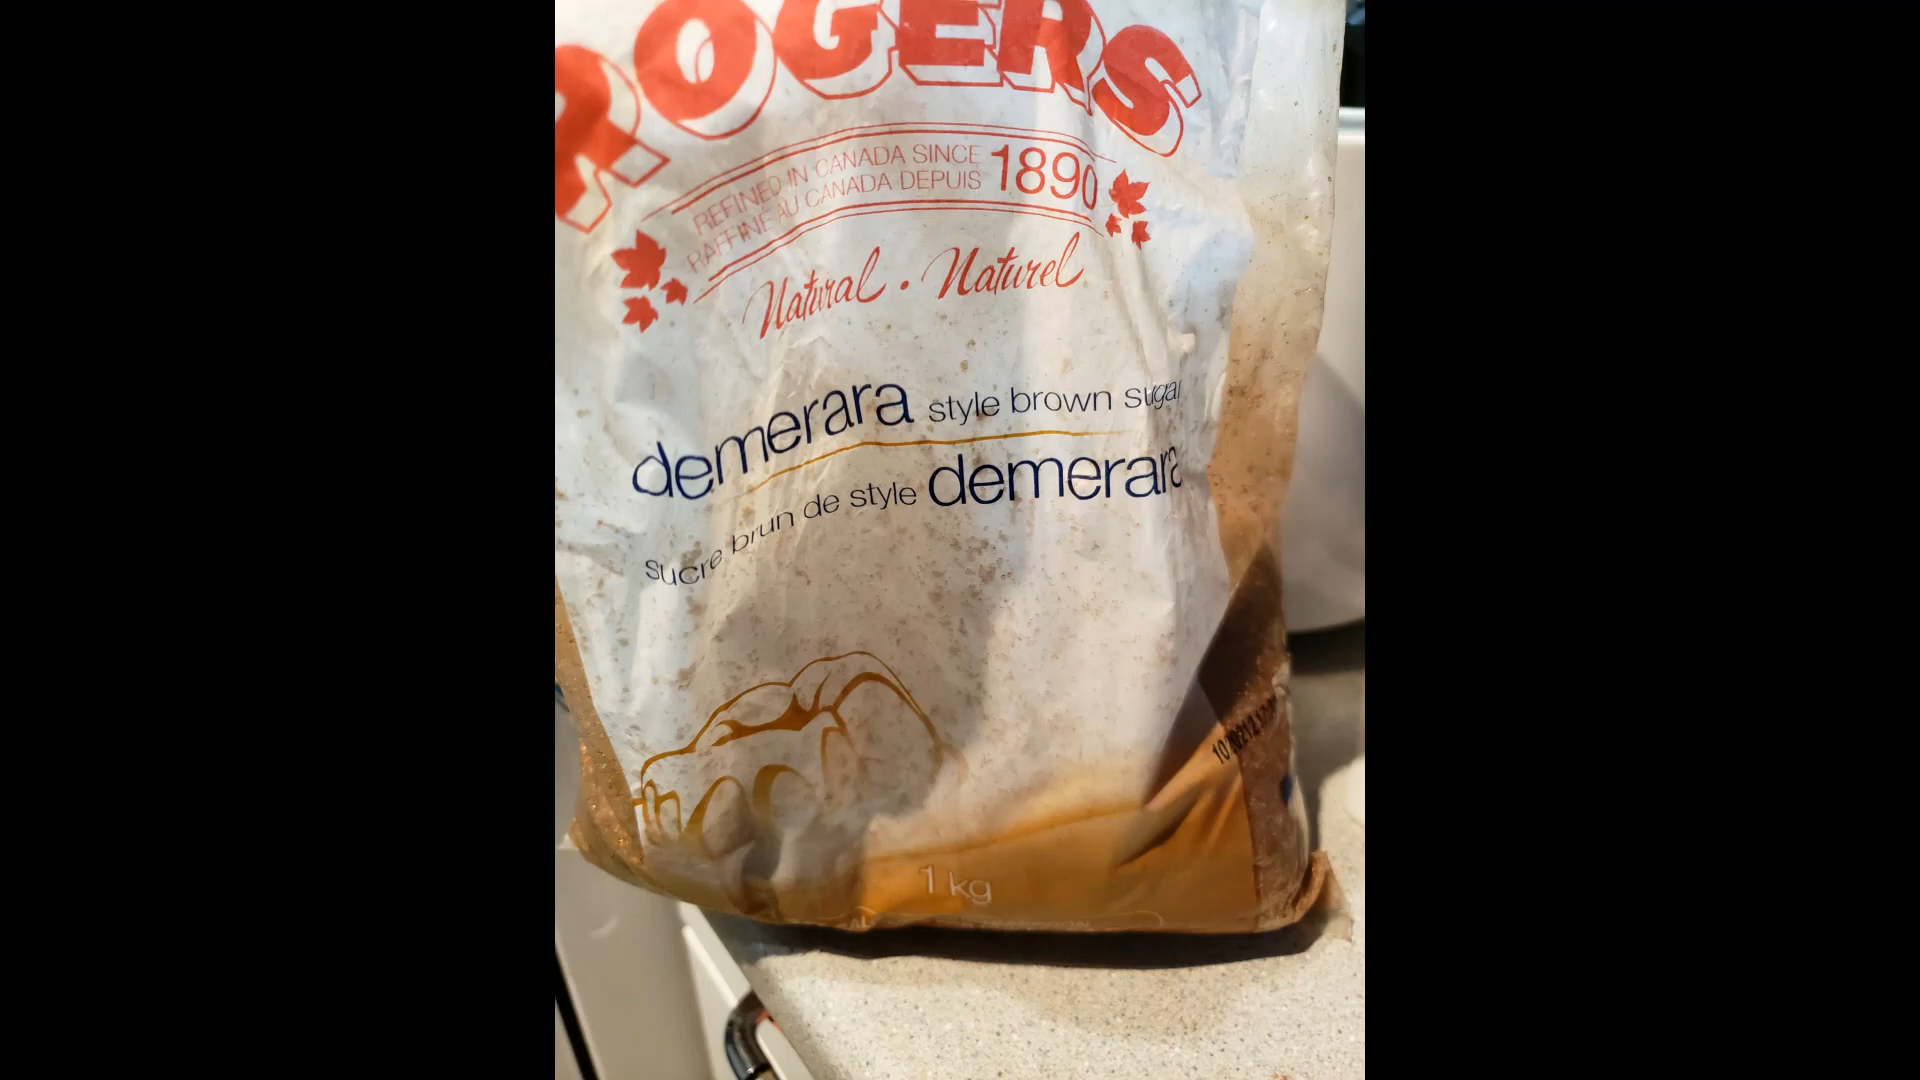 ROGERS
REFINED IN CANADA SINCE
RAFFINÉ AU CANADA DEPUIS
1890
Natural · Naturel
demerara style brown sugar
sucre brun de style demerara
1 kg